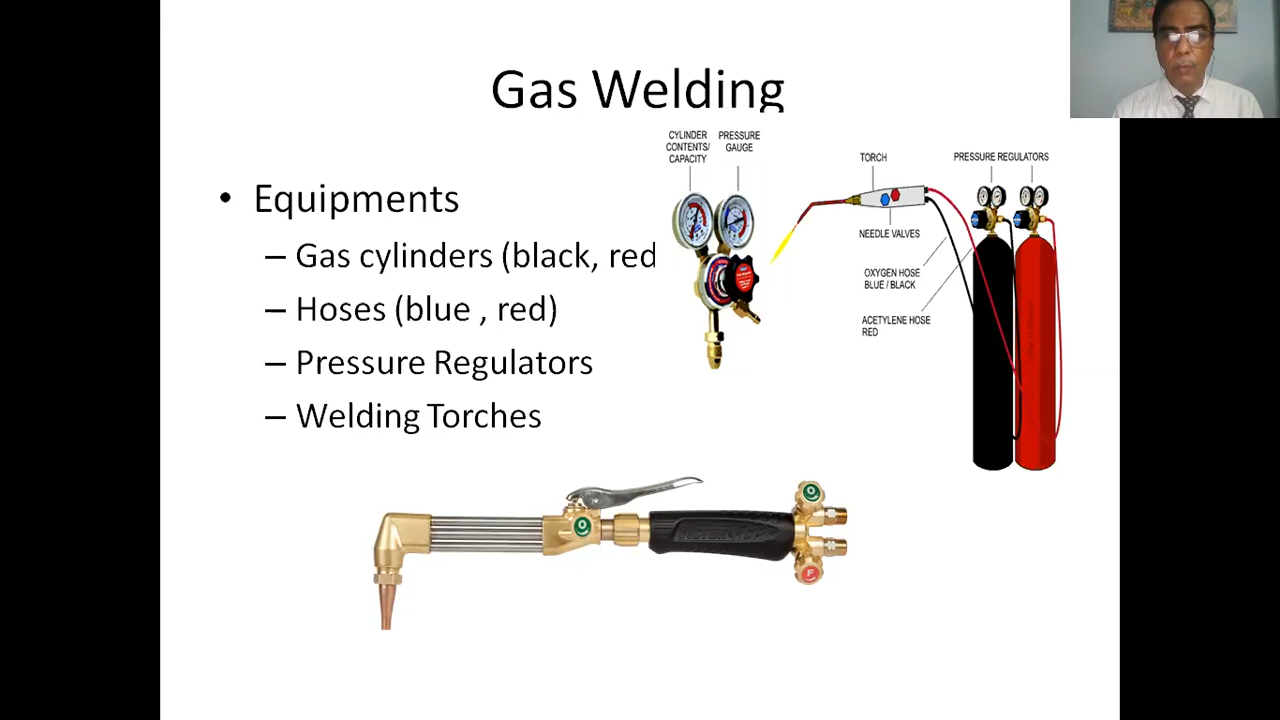 Gas Welding
• Equipments
– Gas cylinders (black, red
– Hoses (blue , red)
– Pressure Regulators
– Welding Torches
CYLINDER
CONTENTS/
CAPACITY
PRESSURE
GAUGE
TORCH
PRESSURE REGULATORS
NEEDLE VALVES
OXYGEN HOSE
BLUE / BLACK
ACETYLENE HOSE
RED
O
O
F